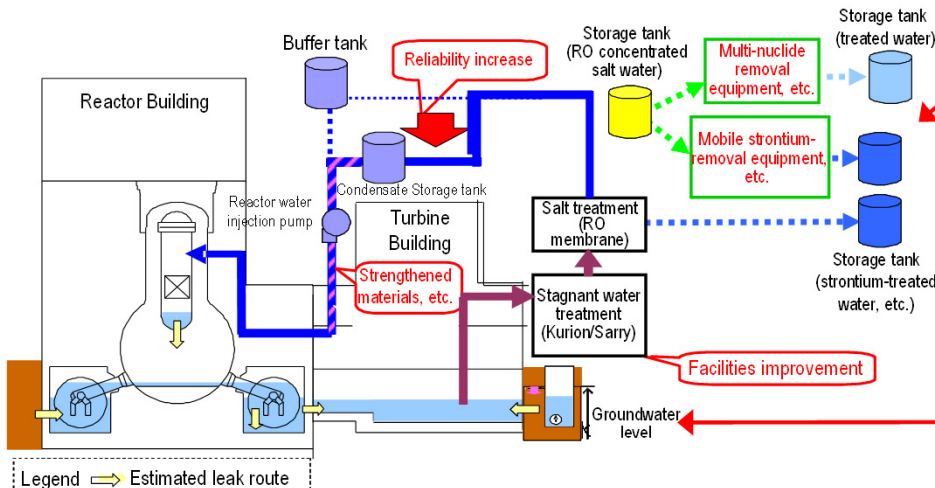 Buffer tank
Reliability increase
Storage tank
(RO concentrated
salt water)
Multi-nuclide
removal
equipment, etc.
Storage tank
(treated water)
Reactor Building
Mobile strontium-
removal equipment,
etc.
Condensate Storage tank
Reactor water
injection pump
Turbine
Building
Salt treatment
(RO
membrane)
Storage tank
(strontium-treated
water, etc.)
Strengthened
materials, etc.
Stagnant water
treatment
(Kurion/Sarry)
Facilities improvement
Groundwater
level
Legend
Estimated leak route